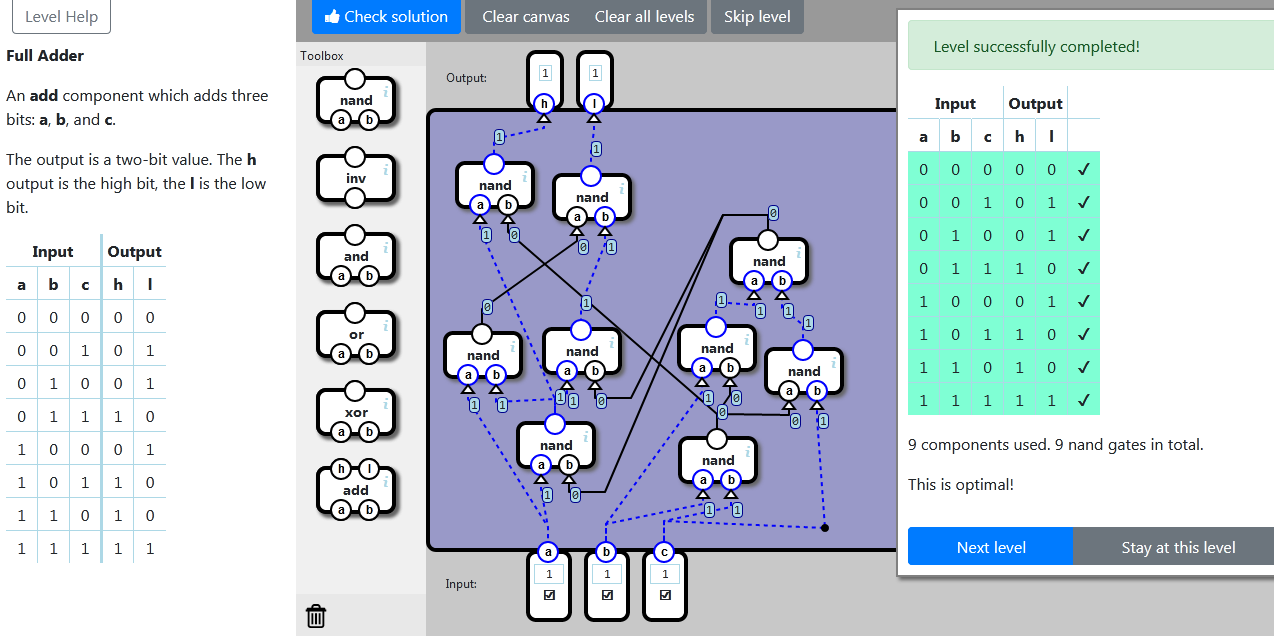 Level Help
Full Adder
An add component which adds three
bits: a, b, and c.
The output is a two-bit value. The h
output is the high bit, the l is the low
bit.
Input Output
a b c h l
0 0 0 0 0
0 0 1 0 1
0 1 0 0 1
0 1 1 1 0
1 0 0 0 1
1 0 1 1 0
1 1 0 1 0
1 1 1 1 1
Check solution Clear canvas Clear all levels Skip level
Toolbox
nand i
a b
inv i
and i
a b
or i
a b
xor i
a b
h l
add i
a b
Output: 1 1
h l
1 1
nand i nand i
a b a b
1 0 0 1
0
nand i
a b
0 1
1 1 1 1
nand i nand i nand i nand i
a b a b a b a b
1 1 1 1 0 1 0 0 0 1
nand i nand i
a b a b
1 0 1 1
a b c
Input: 1 1 1
Level successfully completed!
Input Output
a b c h l
0 0 0 0 0 ✓
0 0 1 0 1 ✓
0 1 0 0 1 ✓
0 1 1 1 0 ✓
1 0 0 0 1 ✓
1 0 1 1 0 ✓
1 1 0 1 0 ✓
1 1 1 1 1 ✓
9 components used. 9 nand gates in total.
This is optimal!
Next level Stay at this level